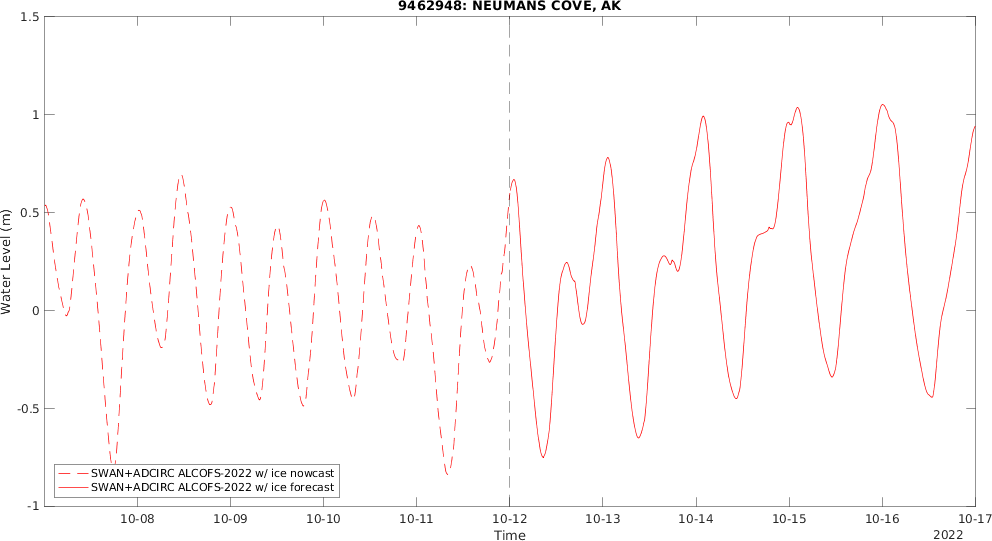 9462948: NEUMANS COVE, AK
1.5
1
0.5
0
-0.5
-1
Water Level (m)
SWAN+ADCIRC ALCOFS-2022 w/ ice nowcast
SWAN+ADCIRC ALCOFS-2022 w/ ice forecast
10-08 10-09 10-10 10-11 10-12 10-13 10-14 10-15 10-16 10-17
Time
2022